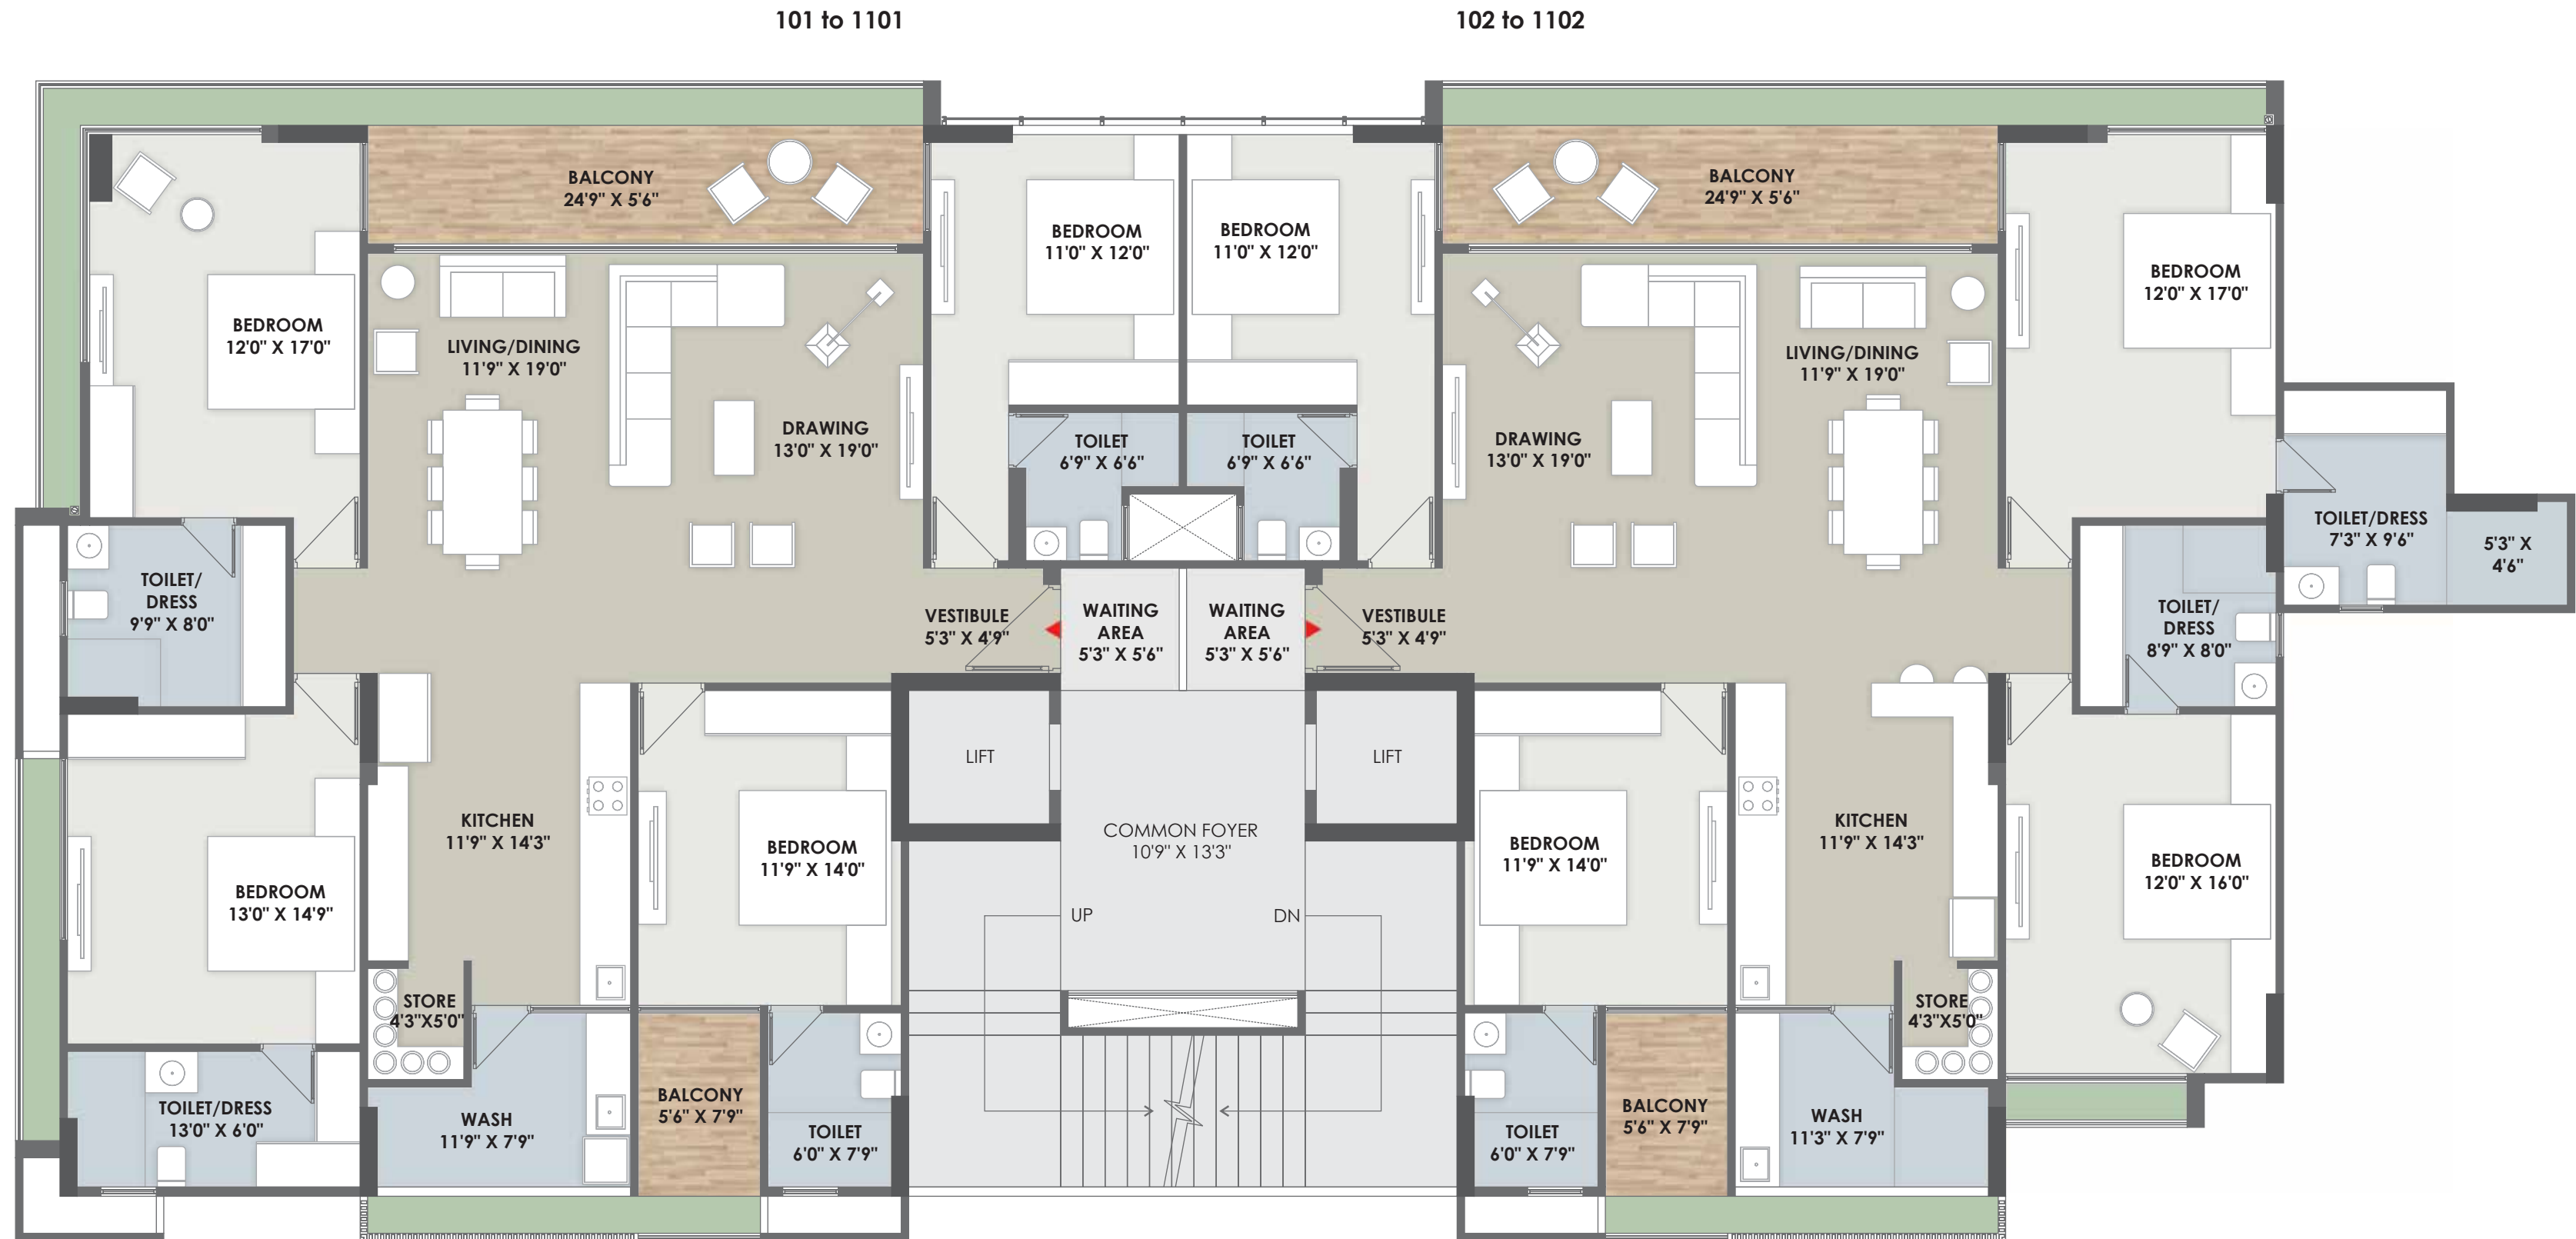 101 to 1101
102 to 1102
BALCONY
24'9" X 5'6"
BEDROOM
11'0" X 12'0"
BEDROOM
11'0" X 12'0"
BALCONY
24'9" X 5'6"
BEDROOM
12'0" X 17'0"
BEDROOM
12'0" X 17'0"
LIVING/DINING
11'9" X 19'0"
LIVING/DINING
11'9" X 19'0"
DRAWING
13'0" X 19'0"
TOILET
6'9" X 6'6"
TOILET
6'9" X 6'6"
DRAWING
13'0" X 19'0"
TOILET/DRESS
7'3" X 9'6"
5'3" X
4'6"
TOILET/
DRESS
9'9" X 8'0"
VESTIBULE
5'3" X 4'9"
WAITING
AREA
5'3" X 5'6"
WAITING
AREA
5'3" X 5'6"
VESTIBULE
5'3" X 4'9"
TOILET/
DRESS
8'9" X 8'0"
LIFT
LIFT
KITCHEN
11'9" X 14'3"
BEDROOM
11'9" X 14'0"
COMMON FOYER
10'9" X 13'3"
BEDROOM
11'9" X 14'0"
KITCHEN
11'9" X 14'3"
BEDROOM
12'0" X 16'0"
BEDROOM
13'0" X 14'9"
UP
DN
STORE
4'3"X5'0"
STORE
4'3"X5'0"
TOILET/DRESS
13'0" X 6'0"
WASH
11'9" X 7'9"
BALCONY
5'6" X 7'9"
TOILET
6'0" X 7'9"
TOILET
6'0" X 7'9"
BALCONY
5'6" X 7'9"
WASH
11'3" X 7'9"